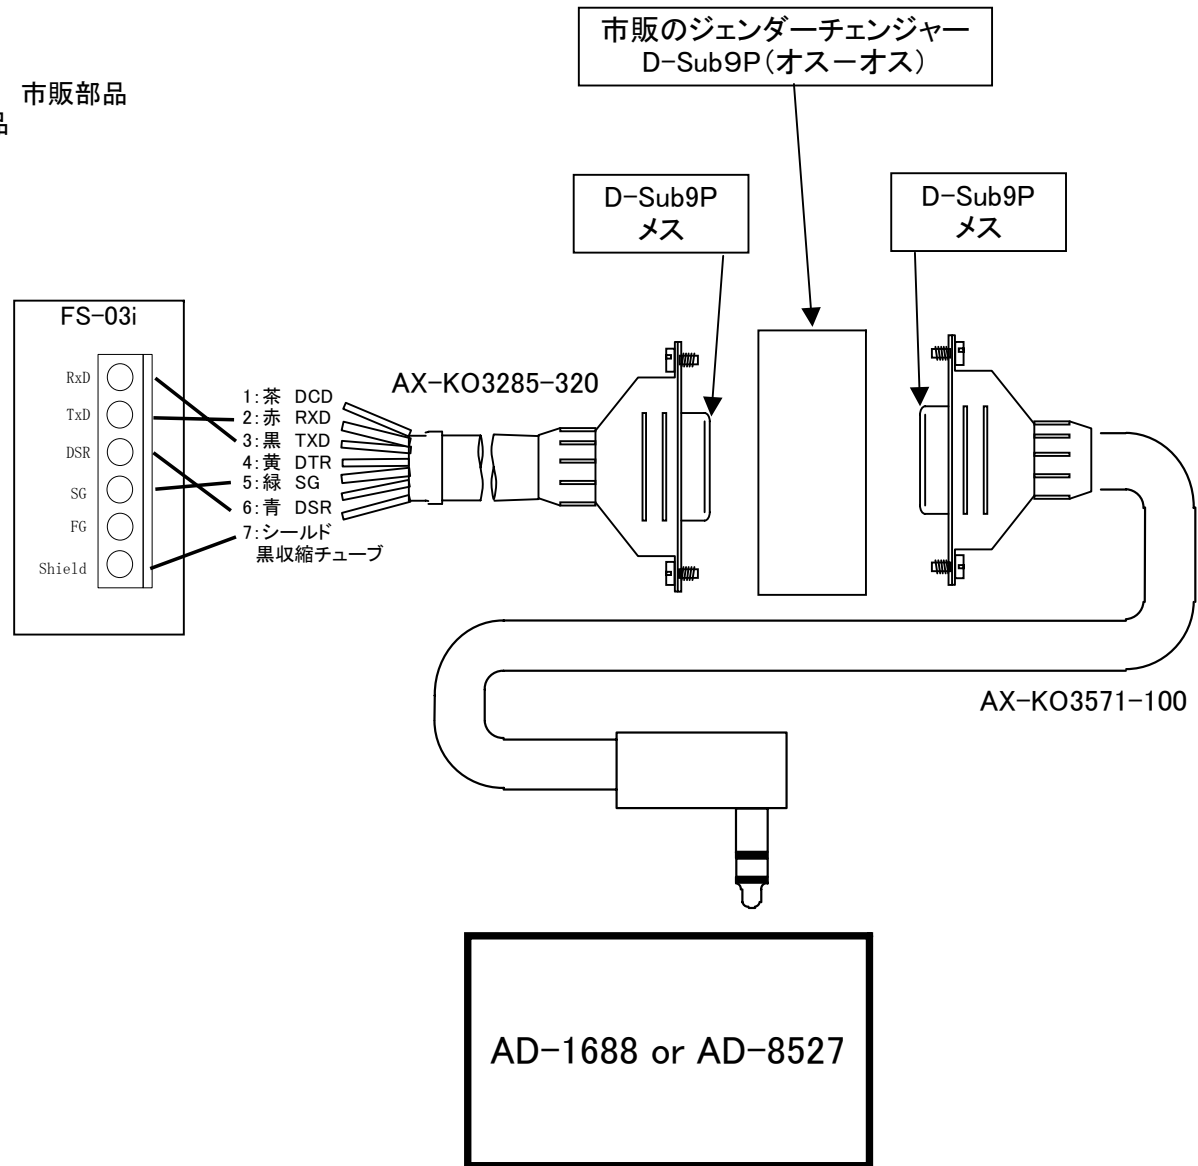 市販のジェンダーチェンジャー
D-Sub9P(オスーオス)
市販部品
品
D-Sub9P
メス
D-Sub9P
メス
FS-03i
RxD
TxD
DSR
SG
FG
Shield
AX-KO3285-320
1:茶 DCD
2:赤 RXD
3:黒 TXD
4:黄 DTR
5:緑 SG
6:青 DSR
7:シールド
黒収縮チューブ
AX-KO3571-100
AD-1688 or AD-8527